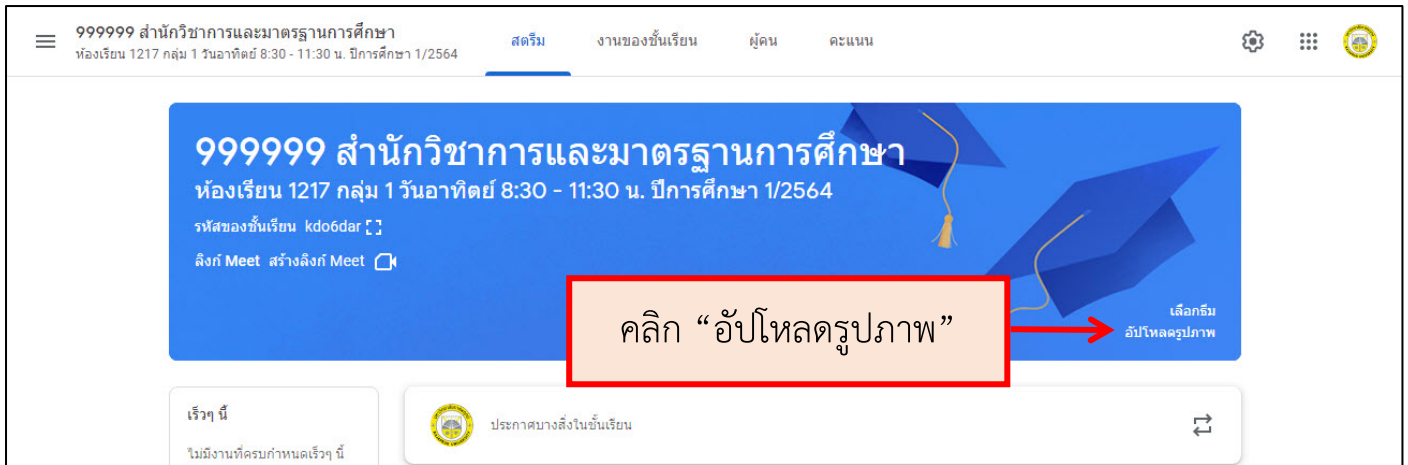 999999 สำนักวิชาการและมาตรฐานการศึกษา
ห้องเรียน 1217 กลุ่ม 1 วันอาทิตย์ 8:30 - 11:30 น. ปีการศึกษา 1/2564
สตรีม งานของชั้นเรียน ผู้คน คะแนน
999999 สำนักวิชาการและมาตรฐานการศึกษา
ห้องเรียน 1217 กลุ่ม 1 วันอาทิตย์ 8:30 - 11:30 น. ปีการศึกษา 1/2564
รหัสของชั้นเรียน kdo6dar
ลิงก์ Meet สร้างลิงก์ Meet
คลิก “อัปโหลดรูปภาพ”
เลือกธีม
อัปโหลดรูปภาพ
เร็วๆ นี้
ไม่มีงานที่ครบกำหนดเร็วๆ นี้
ประกาศบางสิ่งในชั้นเรียน